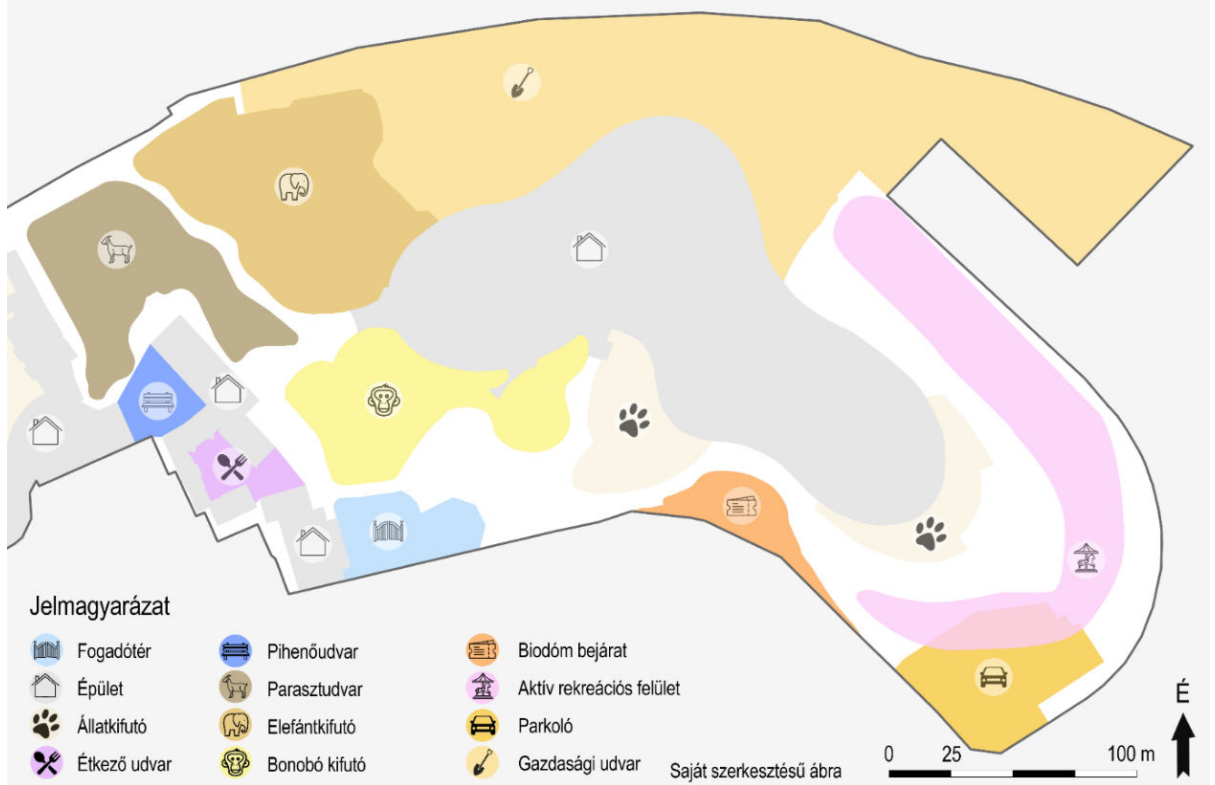 Jelmagyarázat
Fogadótér
Épület
Állatkifutó
Étkező udvar
Pihenőudvar
Parasztudvar
Elefántkifutó
Bonobó kifutó
Biodóm bejárat
Aktív rekreációs felület
Parkoló
Gazdasági udvar
Saját szerkesztésű ábra
0 25 100 m
É